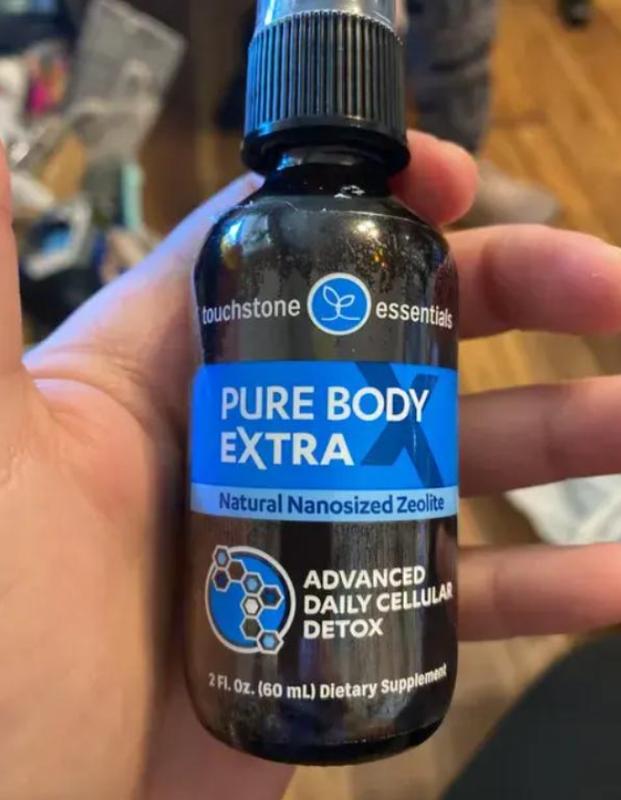 touchstone essentials
PURE BODY
EXTRA
X
Natural Nanosized Zeolite
ADVANCED
DAILY CELLULAR
DETOX
2 Fl. Oz. (60 mL) Dietary Supplement